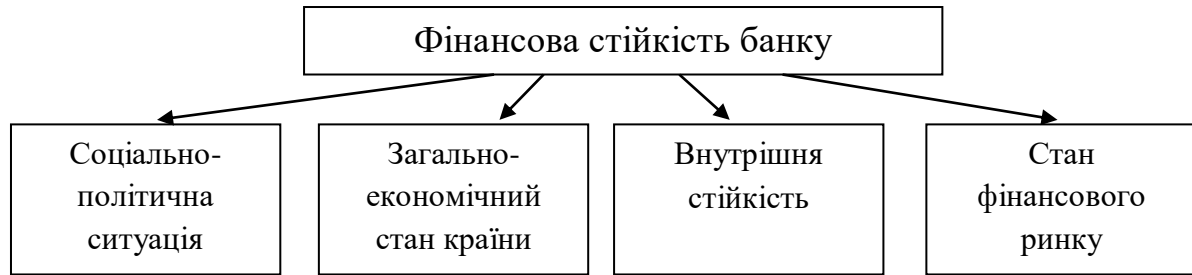 Фінансова стійкість банку
Соціально-
політична
ситуація
Загально-
економічний
стан країни
Внутрішня
стійкість
Стан
фінансового
ринку